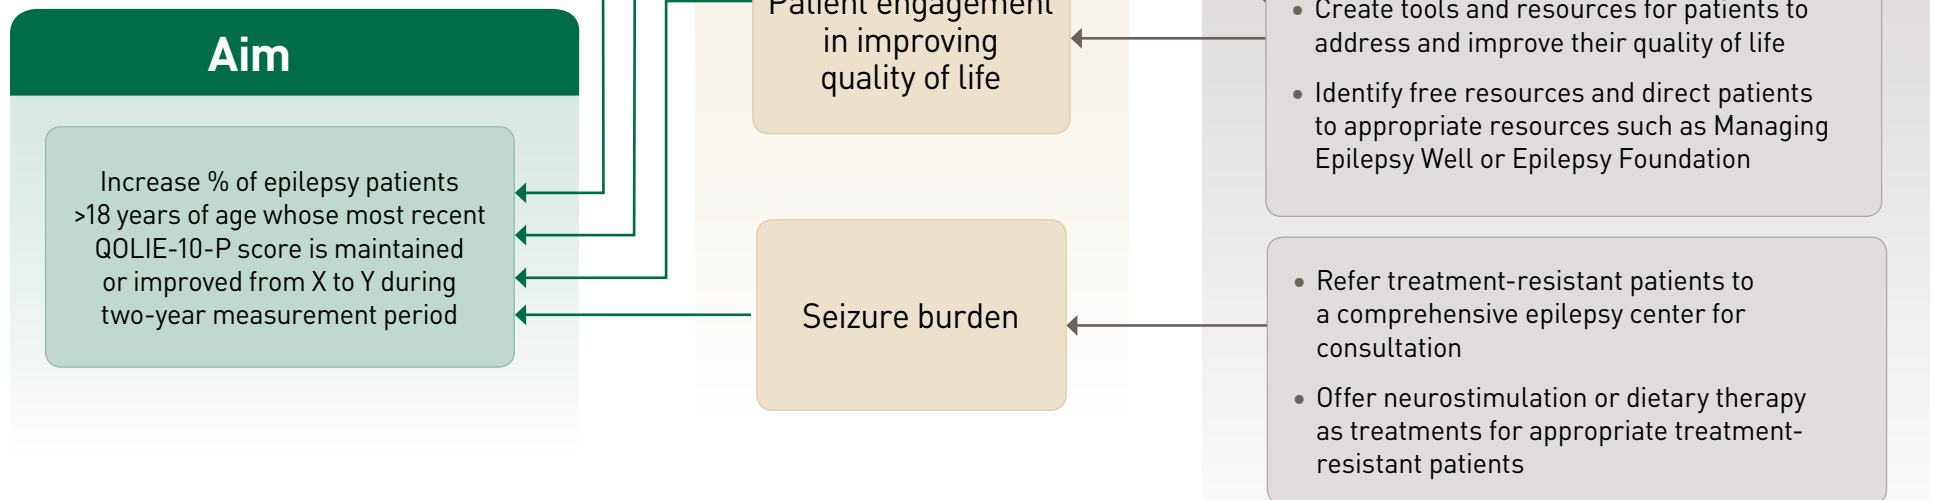 Aim
Increase % of epilepsy patients
>18 years of age whose most recent
QOLIE-10-P score is maintained
or improved from X to Y during
two-year measurement period
Patient engagement
in improving
quality of life
Seizure burden
• Create tools and resources for patients to
address and improve their quality of life
• Identify free resources and direct patients
to appropriate resources such as Managing
Epilepsy Well or Epilepsy Foundation
• Refer treatment-resistant patients to
a comprehensive epilepsy center for
consultation
• Offer neurostimulation or dietary therapy
as treatments for appropriate treatment-
resistant patients